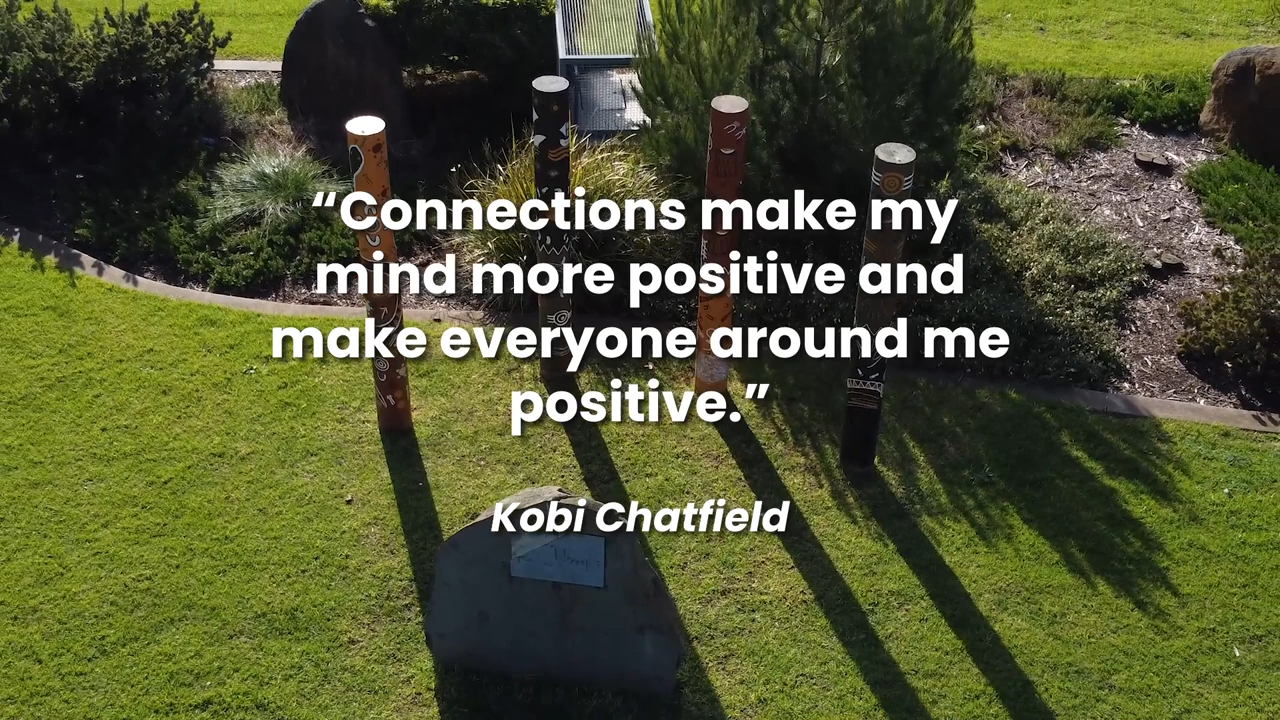 “Connections make my
mind more positive and
make everyone around me
positive.”
Kobi Chatfield